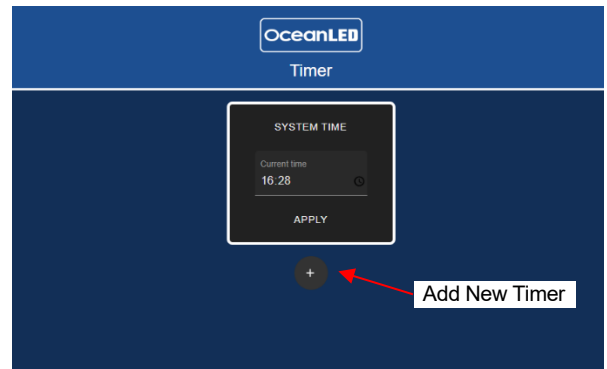 OceanLED
Timer
SYSTEM TIME
Current time
16:28
APPLY
+
Add New Timer